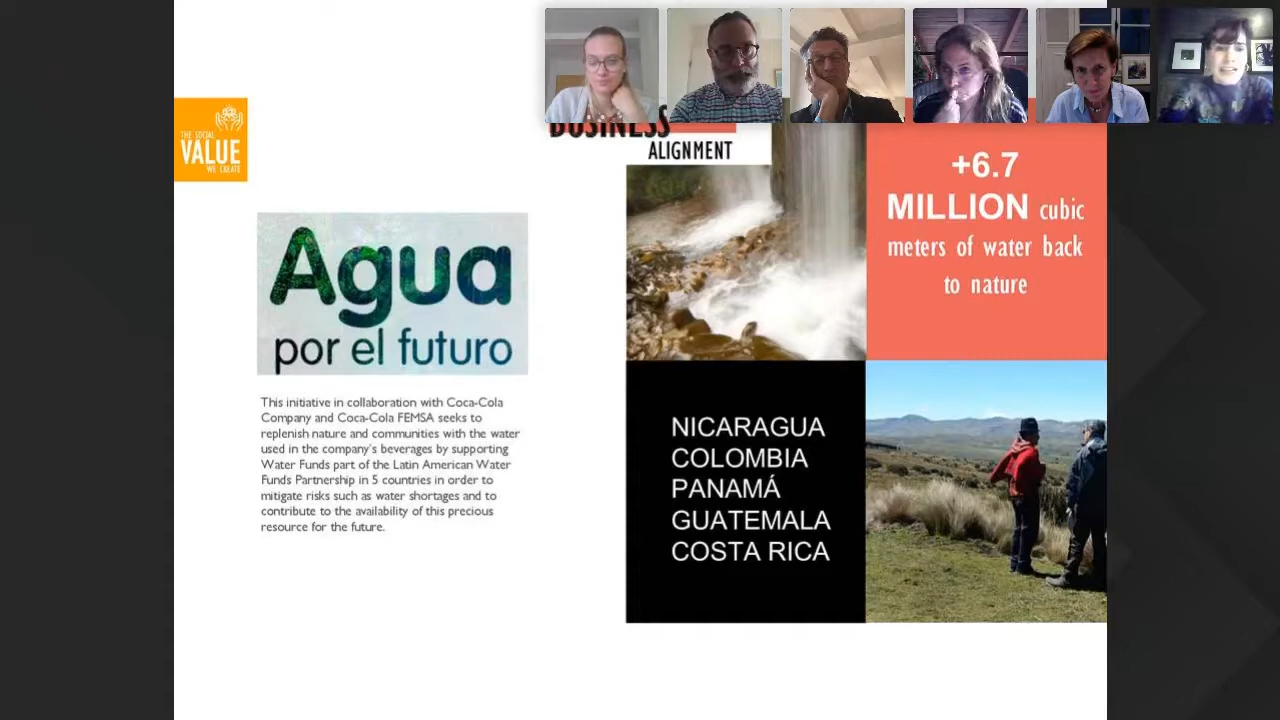 THE SOCIAL
VALUE
WE CREATE
BUSINESS
ALIGNMENT
Agua
por el futuro
This initiative in collaboration with Coca-Cola
Company and Coca-Cola FEMSA seeks to
replenish nature and communities with the water
used in the company's beverages by supporting
Water Funds part of the Latin American Water
Funds Partnership in 5 countries in order to
mitigate risks such as water shortages and to
contribute to the availability of this precious
resource for the future.
+6.7
MILLION cubic
meters of water back
to nature
NICARAGUA
COLOMBIA
PANAMÁ
GUATEMALA
COSTA RICA